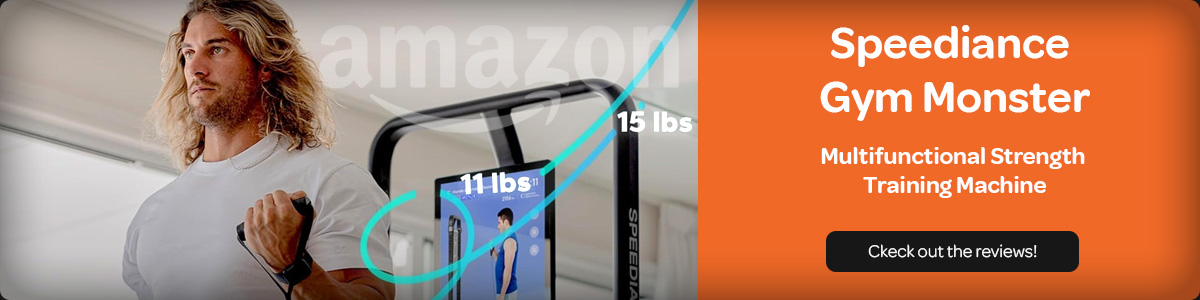 amazon
15 lbs
11 lbs
SPEEDIA
Speediance
Gym Monster
Multifunctional Strength
Training Machine
Ckeck out the reviews!